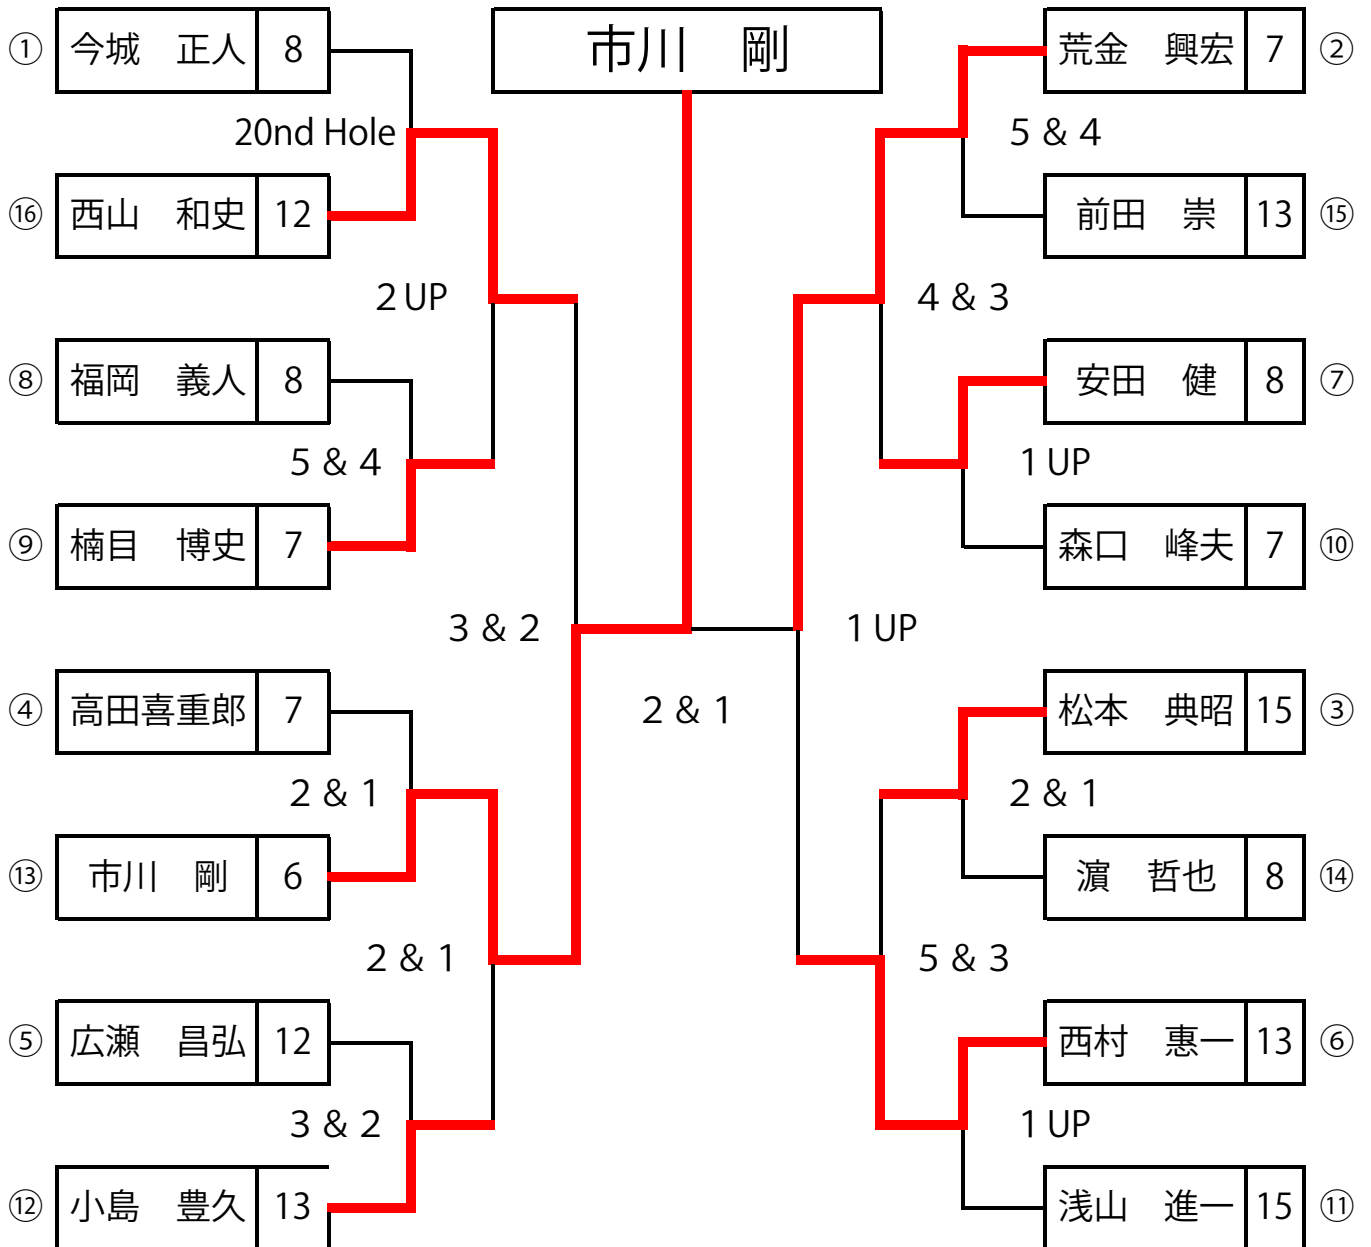 市川　剛
① 今城　正人 8
荒金　興宏 7 ②
20nd Hole
5 & 4
⑯ 西山　和史 12
前田　崇 13 ⑮
2 UP
4 & 3
⑧ 福岡　義人 8
安田　健 8 ⑦
5 & 4
1 UP
⑨ 楠目　博史 7
森口　峰夫 7 ⑩
3 & 2
1 UP
④ 高田喜重郎 7
2 & 1
松本　典昭 15 ③
2 & 1
2 & 1
⑬ 市川　剛 6
濵　哲也 8 ⑭
2 & 1
5 & 3
⑤ 広瀬　昌弘 12
西村　惠一 13 ⑥
3 & 2
1 UP
⑫ 小島　豊久 13
浅山　進一 15 ⑪